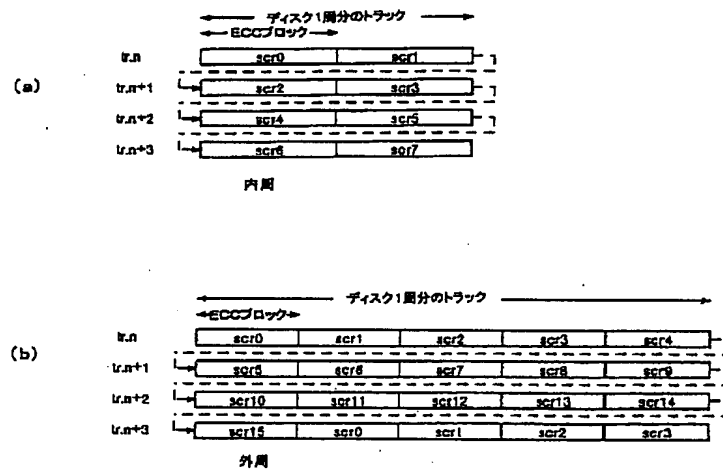 ディスク1周分のトラック
ECCブロック
(a)
tr.n scr0 scr1
tr.n+1 scr2 scr3
tr.n+2 scr4 scr5
tr.n+3 scr6 scr7
内周
ディスク1周分のトラック
ECCブロック
(b)
tr.n scr0 scr1 scr2 scr3 scr4
tr.n+1 scr5 scr6 scr7 scr8 scr9
tr.n+2 scr10 scr11 scr12 scr13 scr14
tr.n+3 scr15 scr0 scr1 scr2 scr3
外周